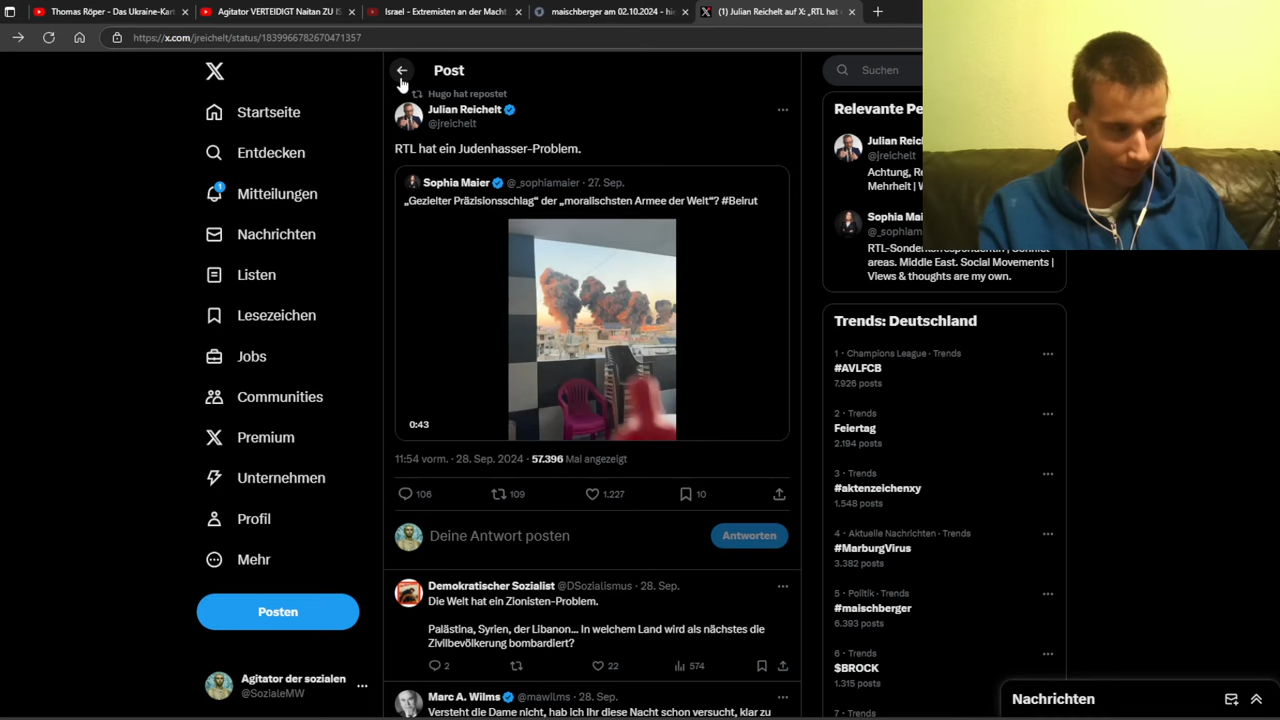 Thomas Röper - Das Ukraine-Kar
Agitator VERTEIDIGT Naitan ZU
Israel - Extremisten an der Macht
maischberger am 02.10.2024 - hi
(1) Julian Reichelt auf X: „RTL hat
https://x.com/jreichelt/status/1839966782670471357
Post
Suchen
Hugo hat repostet
Julian Reichelt
@jreichelt
RTL hat ein Judenhasser-Problem.
Sophia Maier @_sophiamaier · 27. Sep.
„Gezielter Präzisionsschlag“ der „moralischsten Armee der Welt“? #Beirut
0:43
11:54 vorm. · 28. Sep. 2024 · 57.396 Mal angezeigt
106
109
1.227
10
Deine Antwort posten
Antworten
Demokratischer Sozialist @DSozialismus · 28. Sep.
Die Welt hat ein Zionisten-Problem.
Palästina, Syrien, der Libanon... In welchem Land wird als nächstes die
Zivilbevölkerung bombardiert?
2
22
574
Marc A. Wilms @mawilms · 28. Sep.
Versteht die Dame nicht, hab ich Ihr diese Nacht schon versucht, klar zu
X
Startseite
Entdecken
1
Mitteilungen
Nachrichten
Listen
Lesezeichen
Jobs
Communities
Premium
Unternehmen
Profil
Mehr
Posten
Agitator der sozialen
@SozialeMW
Relevante Pe
Julian Reic
@jreichelt
Achtung, Re
Mehrheit | W
Sophia Mai
@_sophiam
RTL-Sonderkorrespondentin | Conflict
areas. Middle East. Social Movements |
Views & thoughts are my own.
Trends: Deutschland
1 · Champions League · Trends
#AVLFCB
7.926 posts
2 · Trends
Feiertag
2.194 posts
3 · Trends
#aktenzeichenxy
1.548 posts
4 · Aktuelle Nachrichten · Trends
#MarburgVirus
3.382 posts
5 · Politik · Trends
#maischberger
6.393 posts
6 · Trends
$BROCK
1.315 posts
7 · Trends
Nachrichten